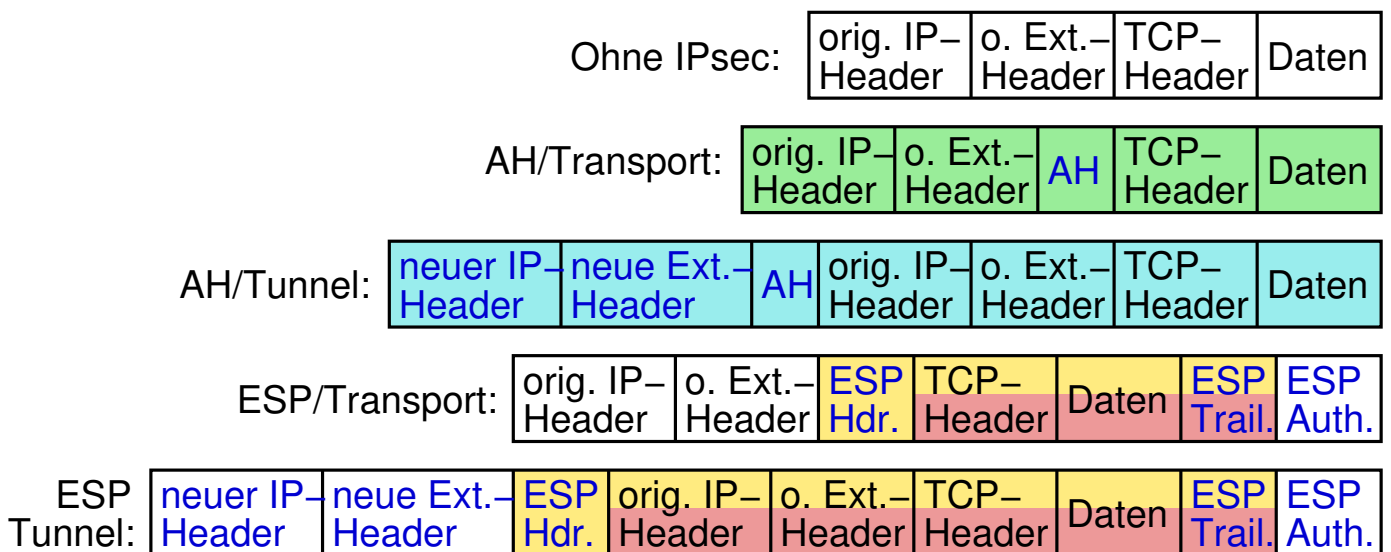 Ohne IPsec: orig. IP– o. Ext.– TCP– Daten
Header Header Header
AH/Transport: orig. IP– o. Ext.– AH TCP– Daten
Header Header Header
AH/Tunnel: neuer IP– neue Ext.– AH orig. IP– o. Ext.– TCP– Daten
Header Header Header Header Header
ESP/Transport: orig. IP– o. Ext.– ESP TCP– Daten ESP ESP
Header Header Hdr. Header Trail. Auth.
ESP neuer IP– neue Ext.– ESP orig. IP– o. Ext.– TCP– Daten ESP ESP
Tunnel: Header Header Hdr. Header Header Header Trail. Auth.